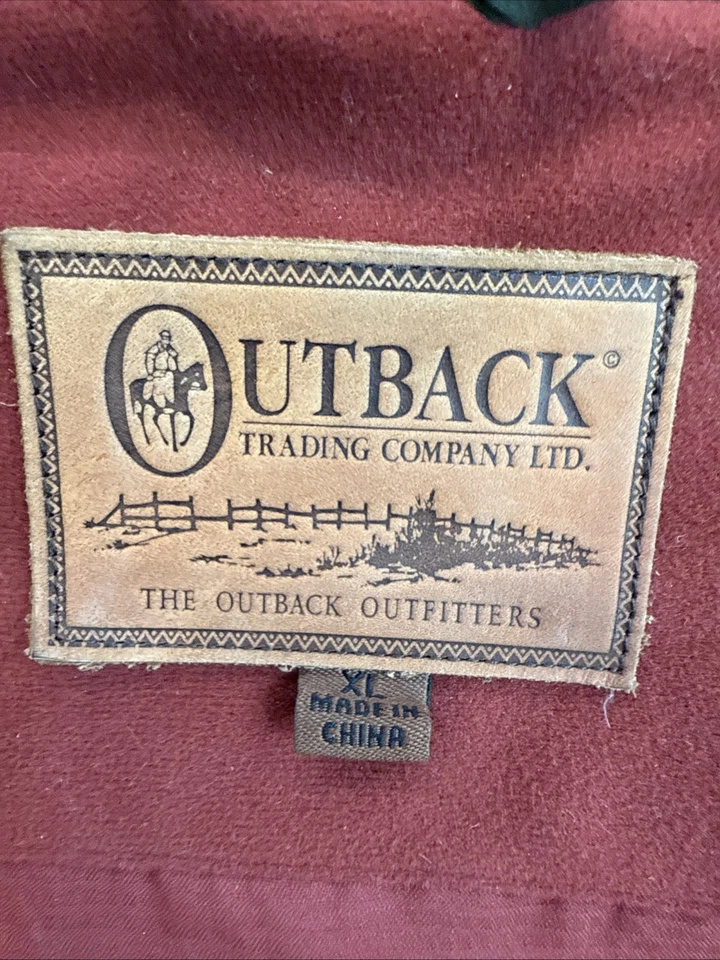 OUTBACK©
TRADING COMPANY LTD.
THE OUTBACK OUTFITTERS
XL
MADE IN
CHINA